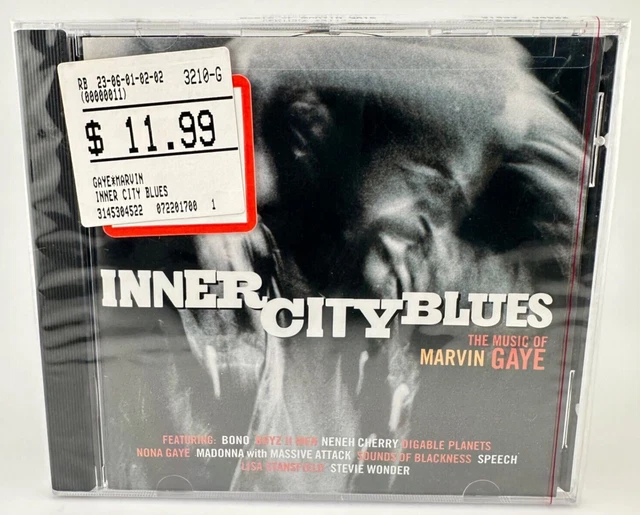 RB 23-06-01-02-02 3210-G
(00000011)
$ 11.99
GAYE*MARVIN
INNER CITY BLUES
3145304522 072201700 1
INNER CITY BLUES
THE MUSIC OF
MARVIN GAYE
FEATURING: BONO BOYZ II MEN NENEH CHERRY DIGABLE PLANETS
NONA GAYE MADONNA with MASSIVE ATTACK SOUNDS OF BLACKNESS SPEECH
LISA STANSFIELD STEVIE WONDER